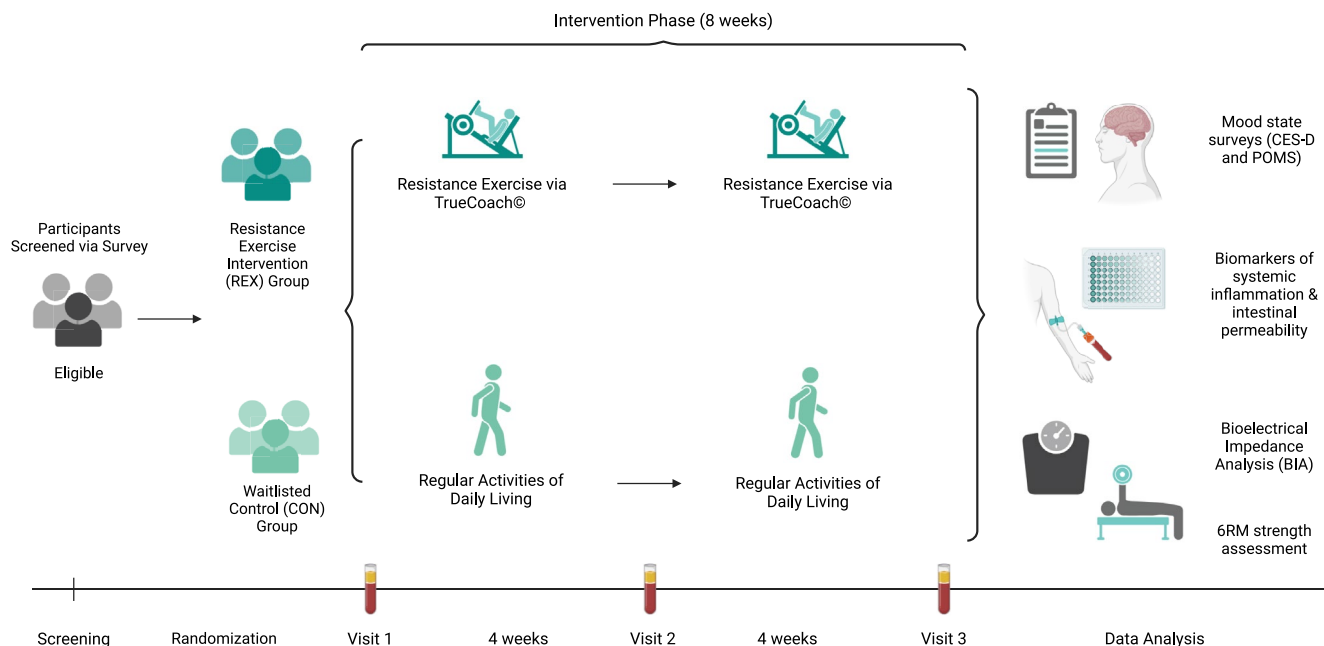 Intervention Phase (8 weeks)
Participants
Screened via Survey
Eligible
Resistance
Exercise
Intervention
(REX) Group
Waitlisted
Control (CON)
Group
Resistance Exercise via
TrueCoach©
Resistance Exercise via
TrueCoach©
Regular Activities of
Daily Living
Regular Activities of
Daily Living
Mood state
surveys (CES-D
and POMS)
Biomarkers of
systemic
inflammation &
intestinal
permeability
Bioelectrical
Impedance
Analysis (BIA)
6RM strength
assessment
Screening
Randomization
Visit 1
4 weeks
Visit 2
4 weeks
Visit 3
Data Analysis